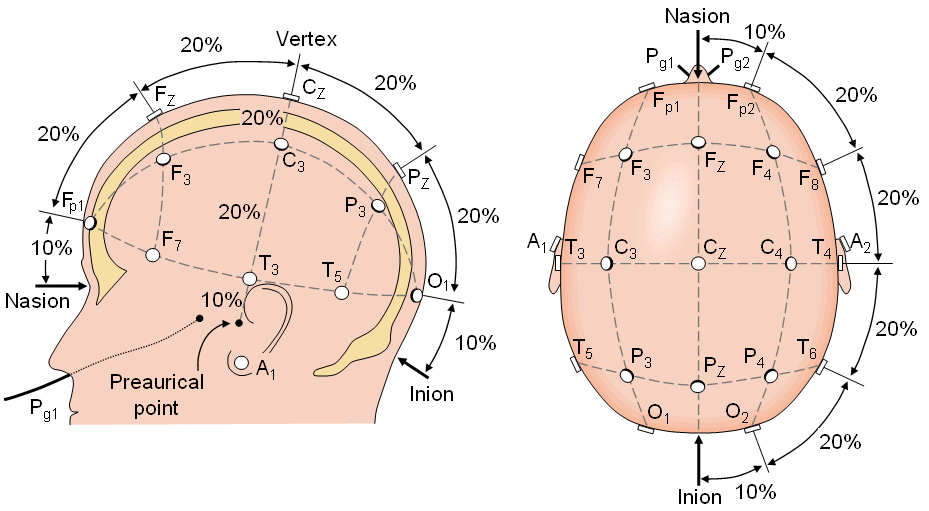 Vertex
20%
20%
FZ
CZ
20%
20%
F3
C3
PZ
Fp1
20%
P3
20%
F7
10%
T3
T5
O1
Nasion
10%
10%
A1
Preaurical
point
Inion
Pg1
Nasion
10%
Pg1
Pg2
Fp1
Fp2
20%
F7
F3
FZ
F4
F8
20%
A1
T3
C3
CZ
C4
T4
A2
20%
T5
P3
PZ
P4
T6
O1
O2
20%
Inion
10%